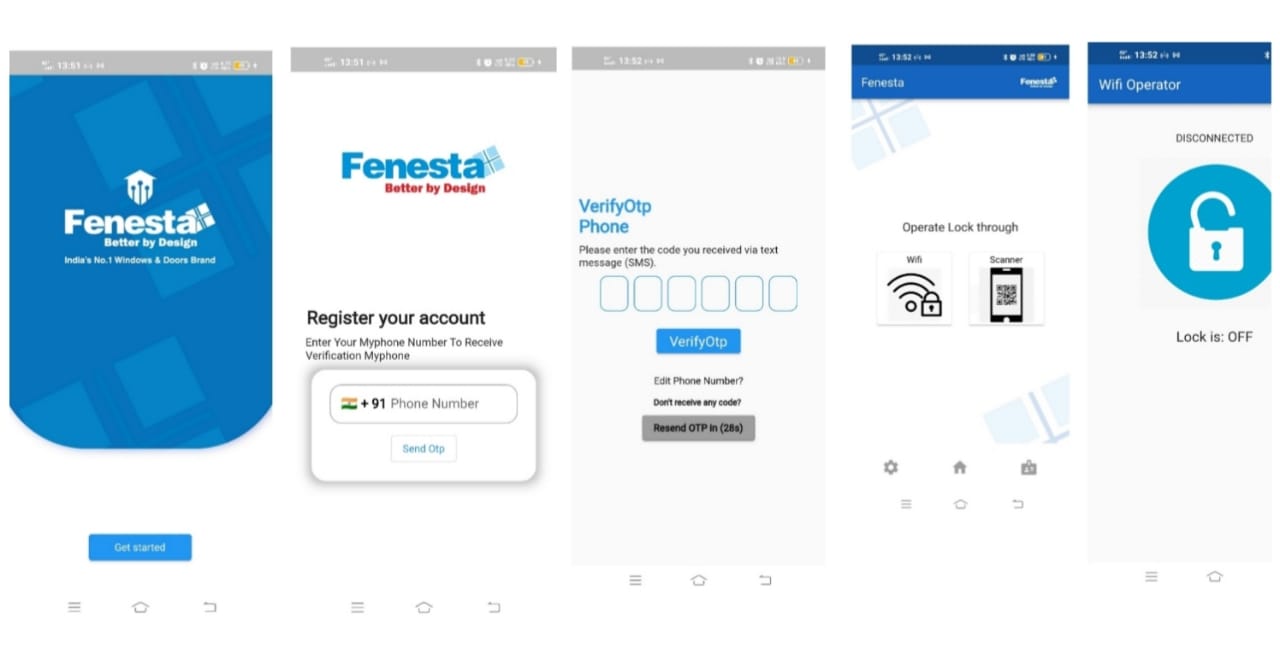 13:51
Fenesta
Better by Design
India's No.1 Windows & Doors Brand
Get started
13:51
Fenesta
Better by Design
Register your account
Enter Your Myphone Number To Receive
Verification Myphone
+ 91 Phone Number
Send Otp
13:52
VerifyOtp
Phone
Please enter the code you received via text
message (SMS).
VerifyOtp
Edit Phone Number?
Don't receive any code?
Resend OTP in (28s)
13:52
Fenesta
Fenesta
Operate Lock through
Wifi
Scanner
13:52
Wifi Operator
DISCONNECTED
Lock is: OFF